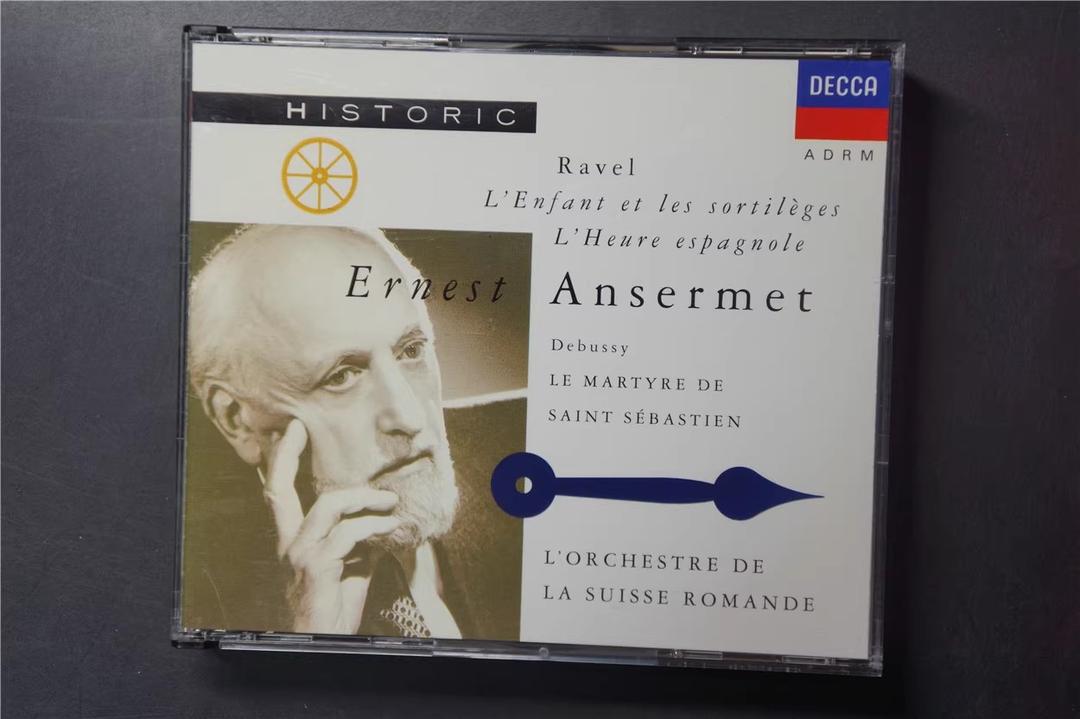 HISTORIC
DECCA
ADRM
Ravel
L'Enfant et les sortilèges
L'Heure espagnole
Ernest Ansermet
Debussy
LE MARTYRE DE
SAINT SÉBASTIEN
L'ORCHESTRE DE
LA SUISSE ROMANDE